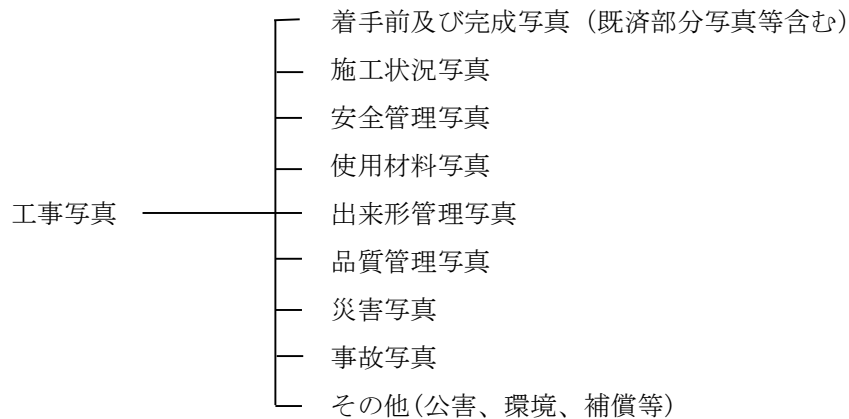 着手前及び完成写真（既済部分写真等含む）
施工状況写真
安全管理写真
使用材料写真
工事写真
出来形管理写真
品質管理写真
災害写真
事故写真
その他(公害、環境、補償等)